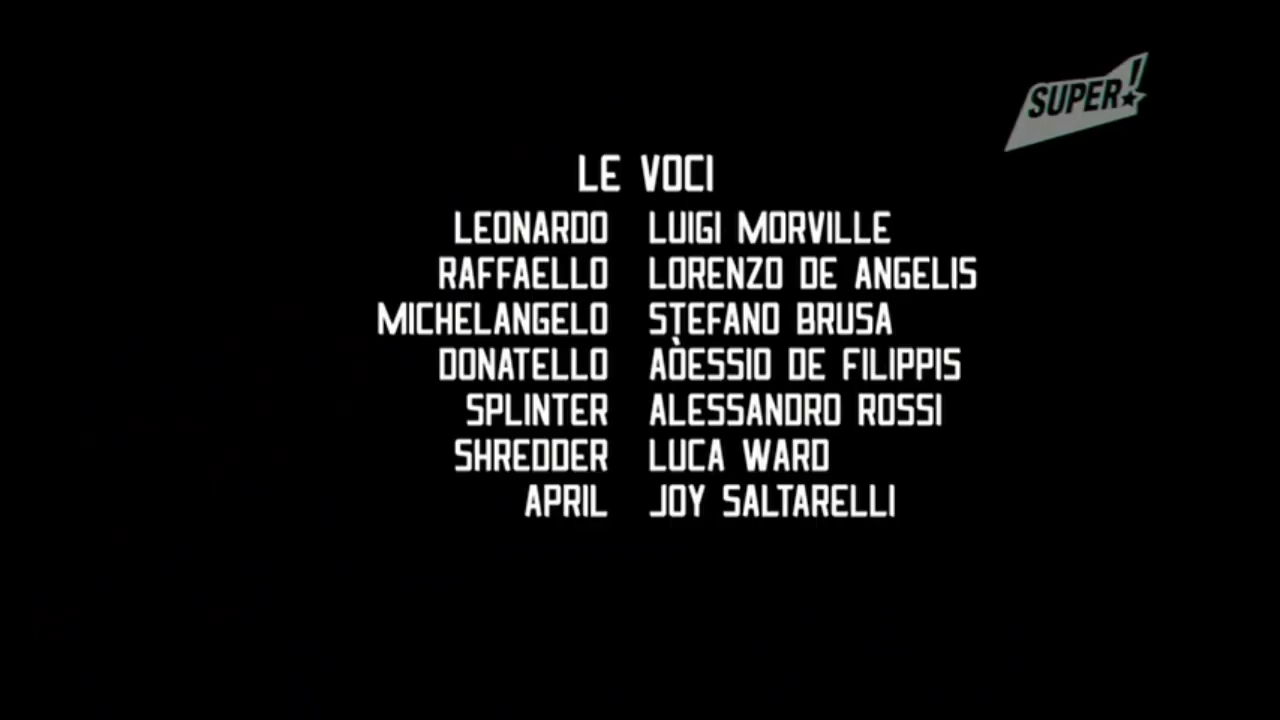 SUPER!
LE VOCI
LEONARDO LUIGI MORVILLE
RAFFAELLO LORENZO DE ANGELIS
MICHELANGELO STEFANO BRUSA
DONATELLO AÒESSIO DE FILIPPIS
SPLINTER ALESSANDRO ROSSI
SHREDDER LUCA WARD
APRIL JOY SALTARELLI